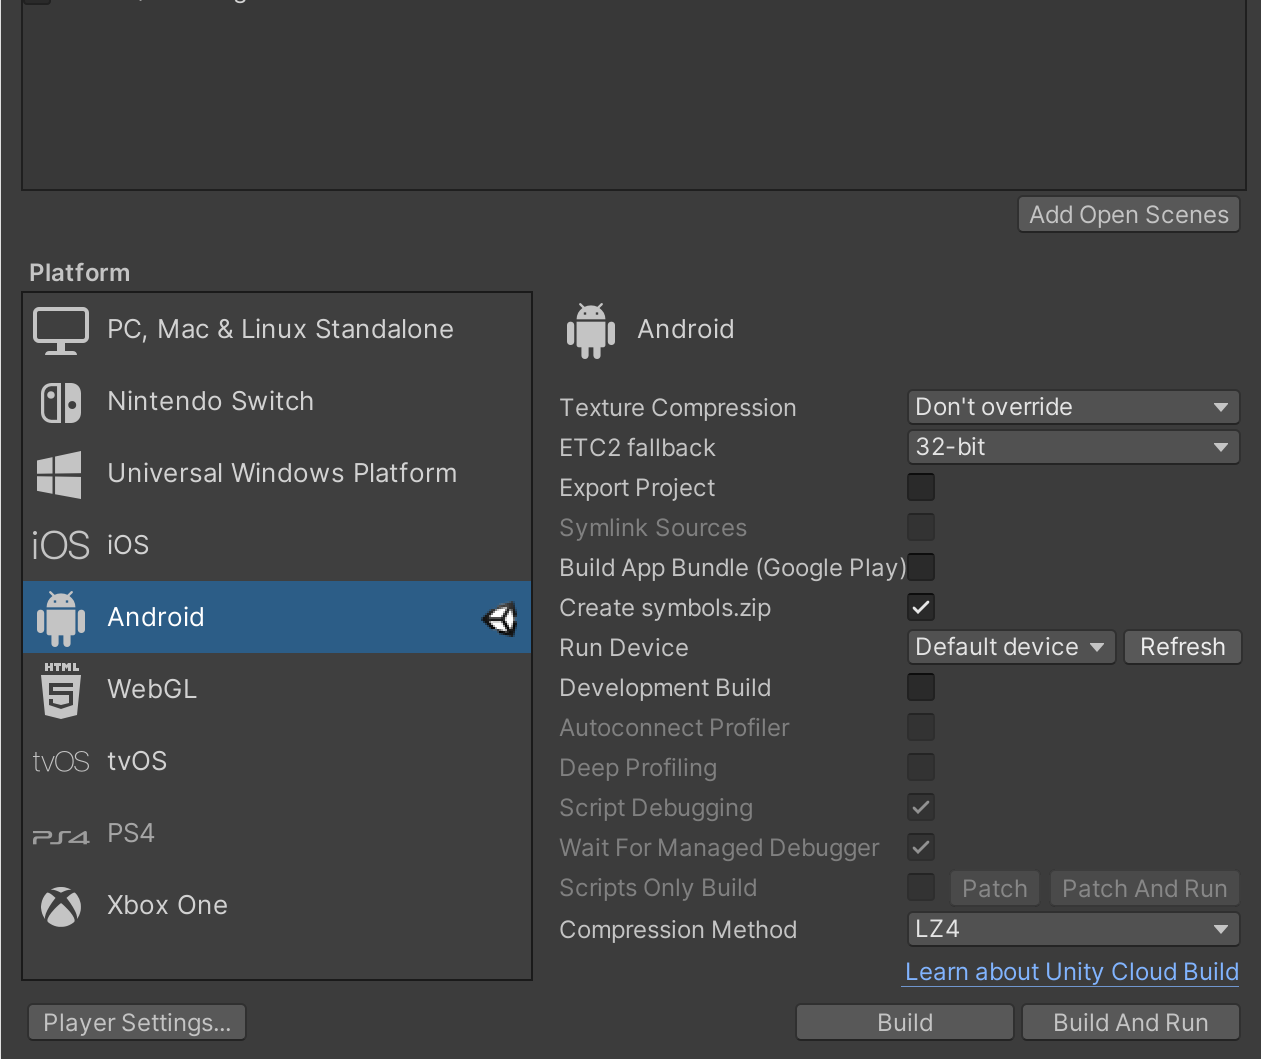 Add Open Scenes
Platform
PC, Mac & Linux Standalone
Nintendo Switch
Universal Windows Platform
iOS iOS
Android
HTML
5 WebGL
tvOS tvOS
PS4 PS4
Xbox One
Android
Texture Compression Don't override
ETC2 fallback 32-bit
Export Project
Symlink Sources
Build App Bundle (Google Play)
Create symbols.zip
Run Device Default device Refresh
Development Build
Autoconnect Profiler
Deep Profiling
Script Debugging
Wait For Managed Debugger
Scripts Only Build Patch Patch And Run
Compression Method LZ4
Learn about Unity Cloud Build
Player Settings... Build Build And Run